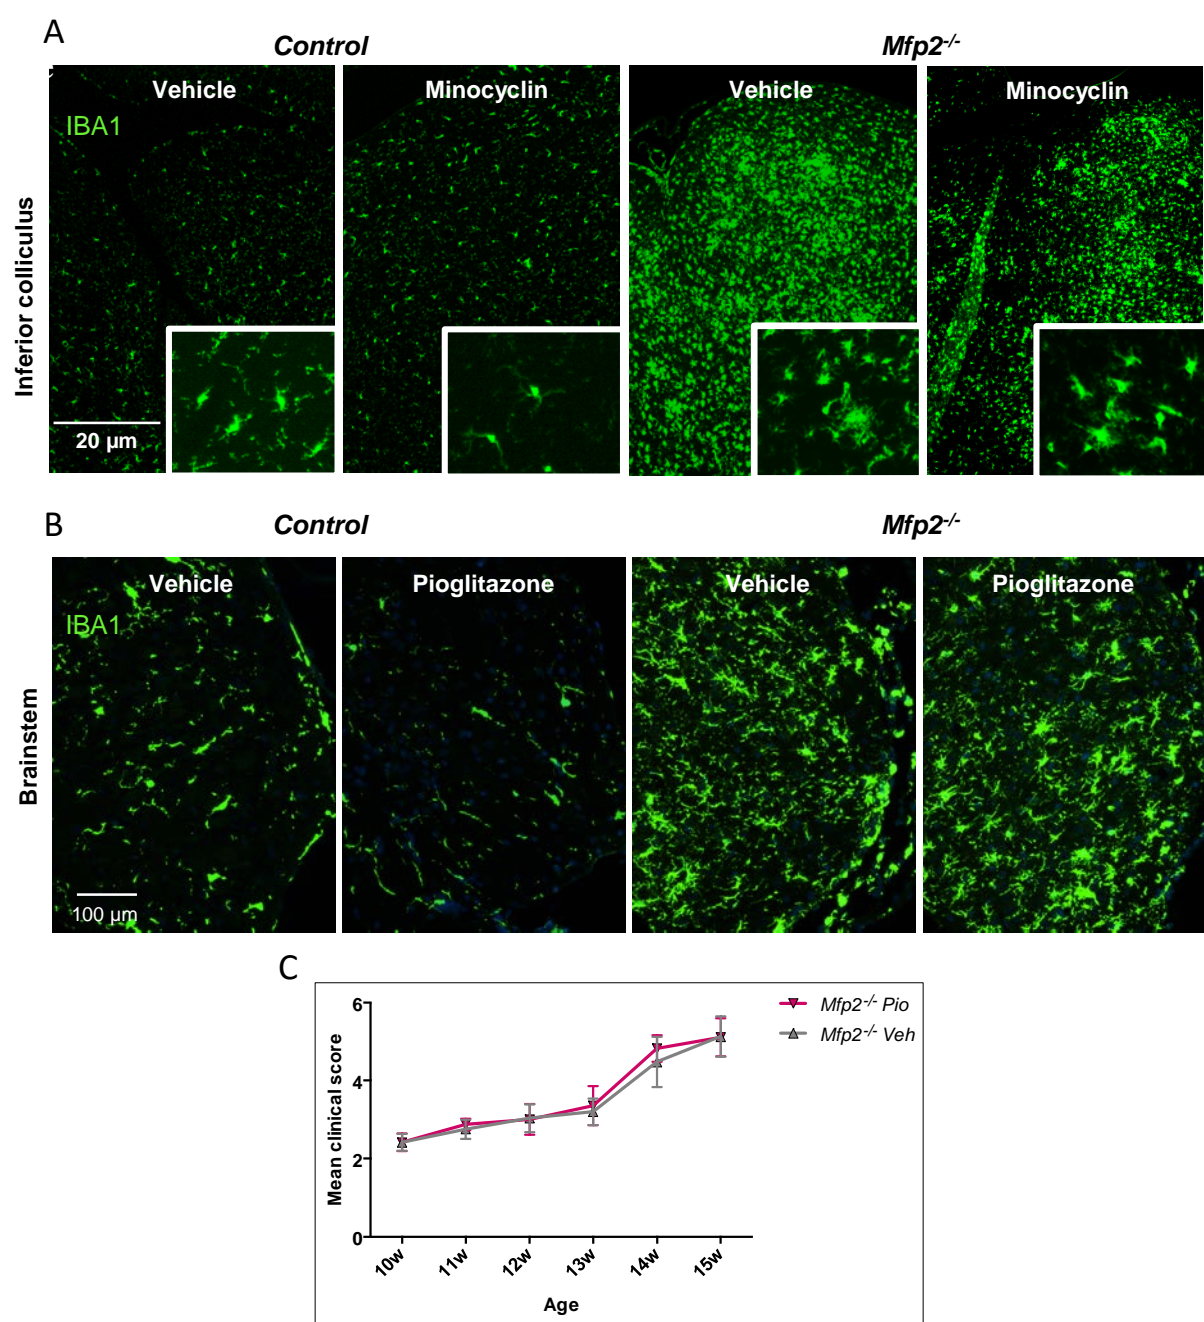 A
Control
Mfp2-/-
Vehicle
Minocyclin
Vehicle
Minocyclin
IBA1
Inferior colliculus
20 µm
B
Control
Mfp2-/-
Vehicle
Pioglitazone
Vehicle
Pioglitazone
IBA1
Brainstem
100 µm
C
Mfp2-/- Pio
Mfp2-/- Veh
Mean clinical score
6
4
2
0
10w
11w
12w
13w
14w
15w
Age